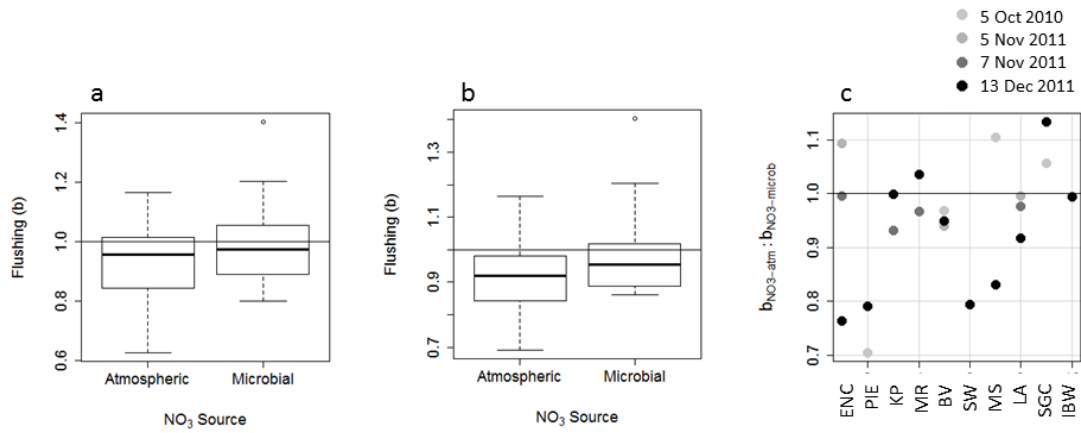 5 Oct 2010
5 Nov 2011
7 Nov 2011
13 Dec 2011
a
Flushing (b)
1.4
1.2
1.0
0.8
0.6
Atmospheric Microbial
NO3 Source
b
Flushing (b)
1.3
1.1
0.9
0.7
Atmospheric Microbial
NO3 Source
c
bNO3−atm : bNO3−microb
1.1
1.0
0.9
0.8
0.7
ENC
PIE
KP
MR
BV
SW
MS
LA
SGC
IBW